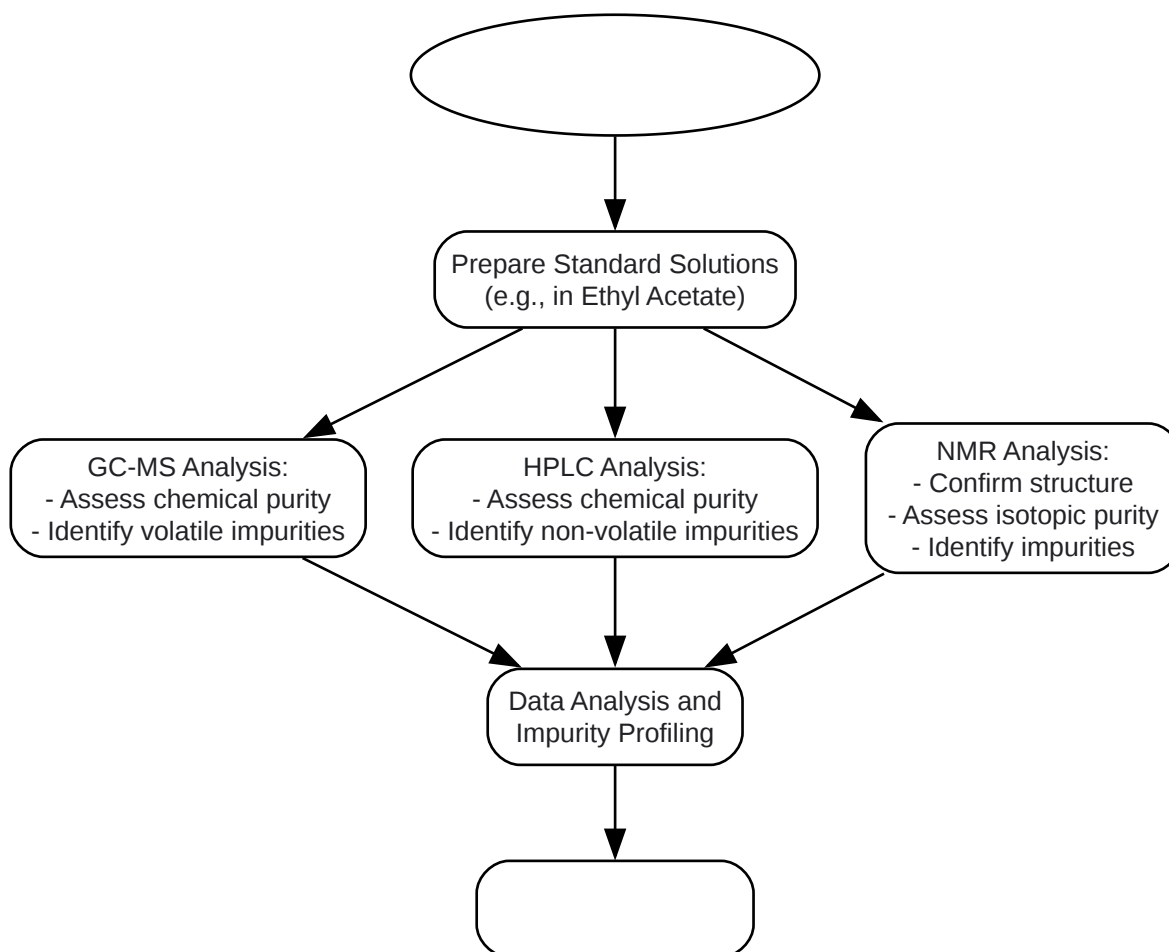 Prepare Standard Solutions
(e.g., in Ethyl Acetate)
GC-MS Analysis:
- Assess chemical purity
- Identify volatile impurities
HPLC Analysis:
- Assess chemical purity
- Identify non-volatile impurities
NMR Analysis:
- Confirm structure
- Assess isotopic purity
- Identify impurities
Data Analysis and
Impurity Profiling